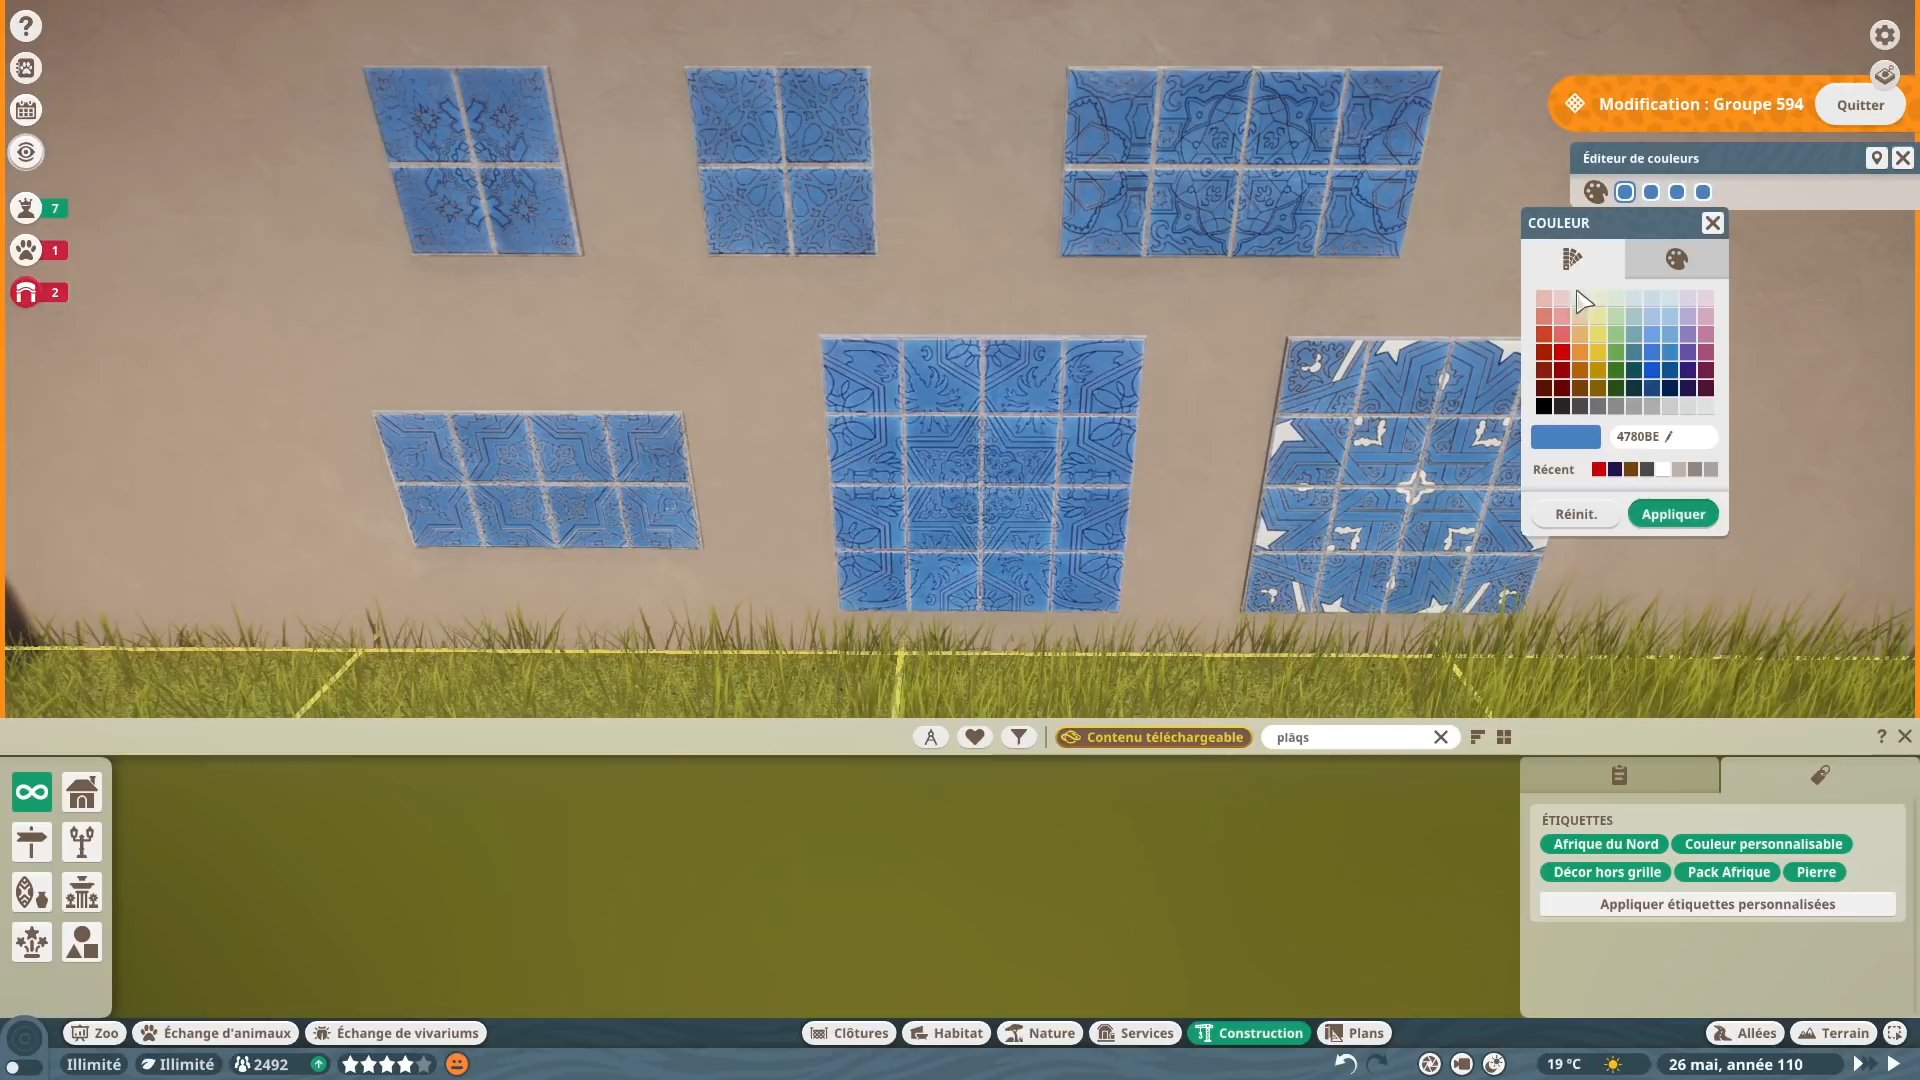 Modification : Groupe 594
Quitter
Éditeur de couleurs
7
1
2
COULEUR
4780BE
Récent
Réinit.
Appliquer
Contenu téléchargeable
plâqs
?
ÉTIQUETTES
Afrique du Nord
Couleur personnalisable
Décor hors grille
Pack Afrique
Pierre
Appliquer étiquettes personnalisées
Zoo
Échange d'animaux
Échange de vivariums
Clôtures
Habitat
Nature
Services
Construction
Plans
Allées
Terrain
Illimité
Illimité
2492
19 °C
26 mai, année 110